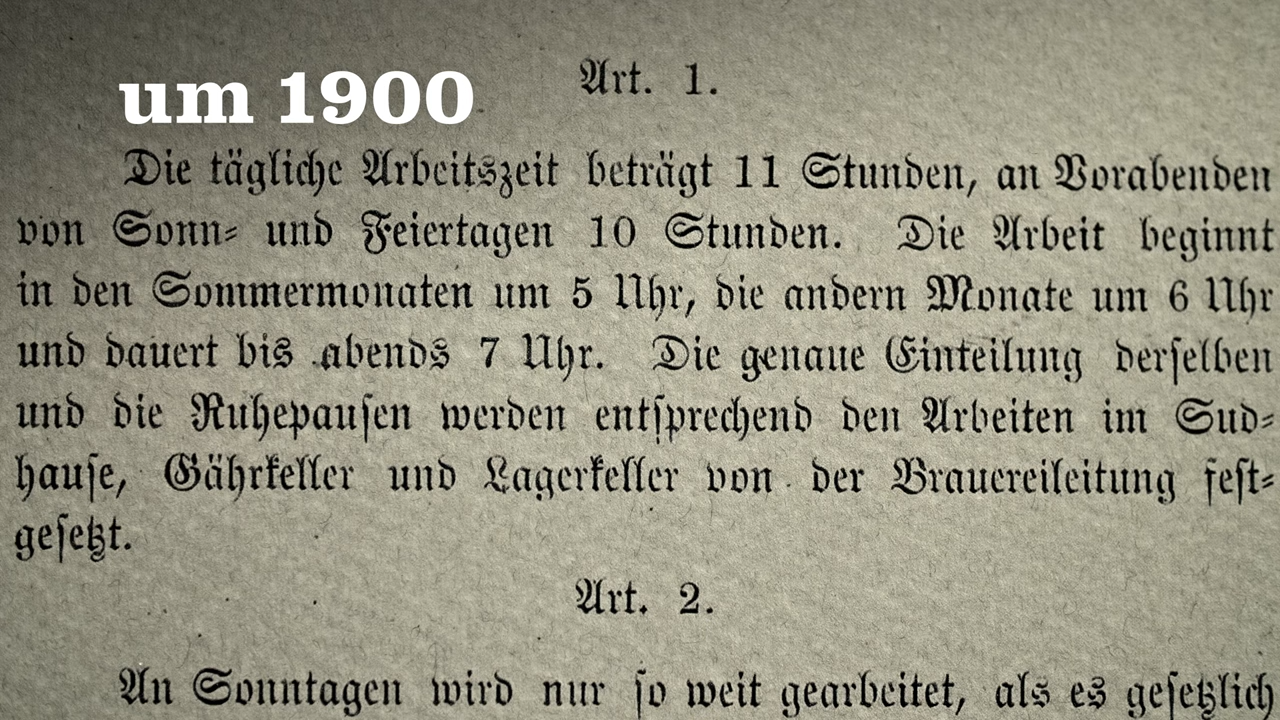 um 1900
Art. 1.
Die tägliche Arbeitszeit beträgt 11 Stunden, an Vorabenden
von Sonn- und Feiertagen 10 Stunden. Die Arbeit beginnt
in den Sommermonaten um 5 Uhr, die andern Monate um 6 Uhr
und dauert bis abends 7 Uhr. Die genaue Einteilung derselben
und die Ruhepausen werden entsprechend den Arbeiten im Sud-
hause, Gährkeller und Lagerkeller von der Brauereileitung fest-
gesetzt.
Art. 2.
An Sonntagen wird nur so weit gearbeitet, als es gesetzlich